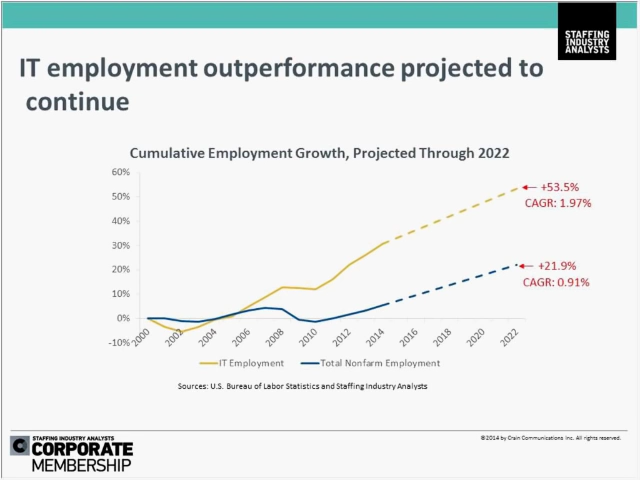 STAFFING
INDUSTRY
ANALYSTS
IT employment outperformance projected to
continue
Cumulative Employment Growth, Projected Through 2022
60%
50%
40%
30%
20%
10%
0%
-10%
+53.5%
CAGR: 1.97%
+21.9%
CAGR: 0.91%
2000
2002
2004
2006
2008
2010
2012
2014
2016
2018
2020
2022
IT Employment
Total Nonfarm Employment
Sources: U.S. Bureau of Labor Statistics and Staffing Industry Analysts
C
STAFFING INDUSTRY ANALYSTS
CORPORATE
MEMBERSHIP
©2014 by Crain Communications Inc. All rights reserved.